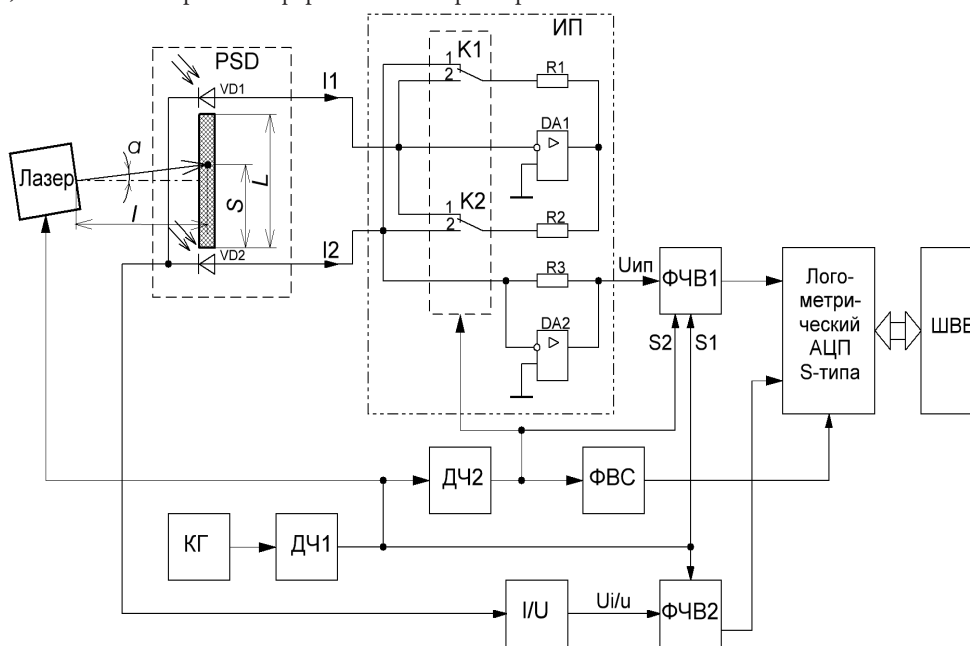 ИП
PSD
K1
1
2
R1
VD1
I1
DA1
α
Лазер
L
S
l
K2
1
2
R2
VD2
I2
R3
Uип
ФЧВ1
Лого-
метри-
ческий
АЦП
S-типа
ШВВ
DA2
S2
S1
ДЧ2
ФВС
КГ
ДЧ1
I/U
Ui/u
ФЧВ2